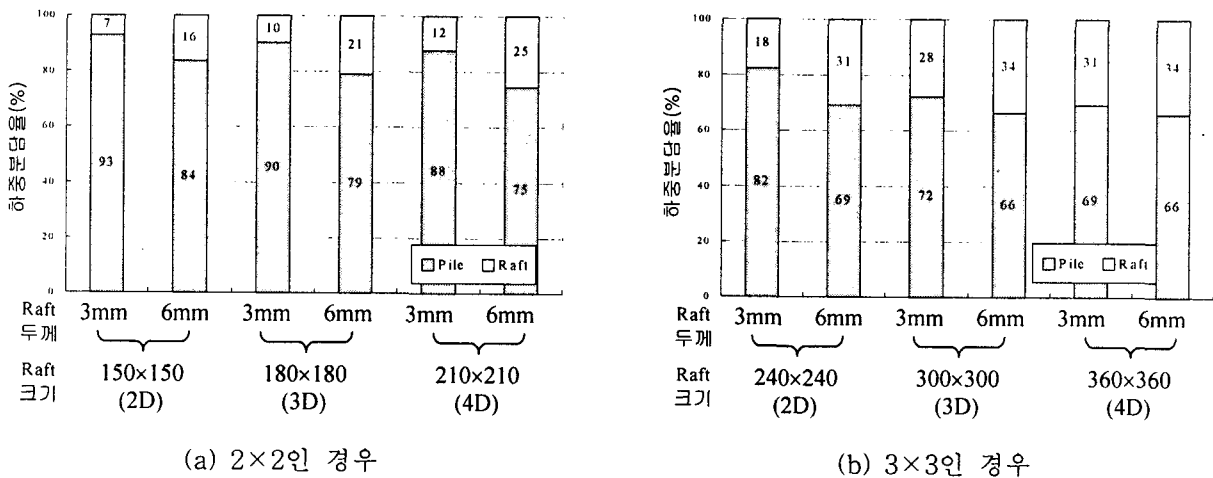 하중분담율(%)
100
80
60
40
20
0
7
93
16
84
10
90
21
79
12
88
25
75
Pile Raft
Raft 두께
3mm 6mm 3mm 6mm 3mm 6mm
Raft 크기
150×150 180×180 210×210
(2D) (3D) (4D)
(a) 2×2인 경우
하중분담율(%)
100
80
60
40
20
0
18
82
31
69
28
72
34
66
31
69
34
66
Pile Raft
Raft 두께
3mm 6mm 3mm 6mm 3mm 6mm
Raft 크기
240×240 300×300 360×360
(2D) (3D) (4D)
(b) 3×3인 경우